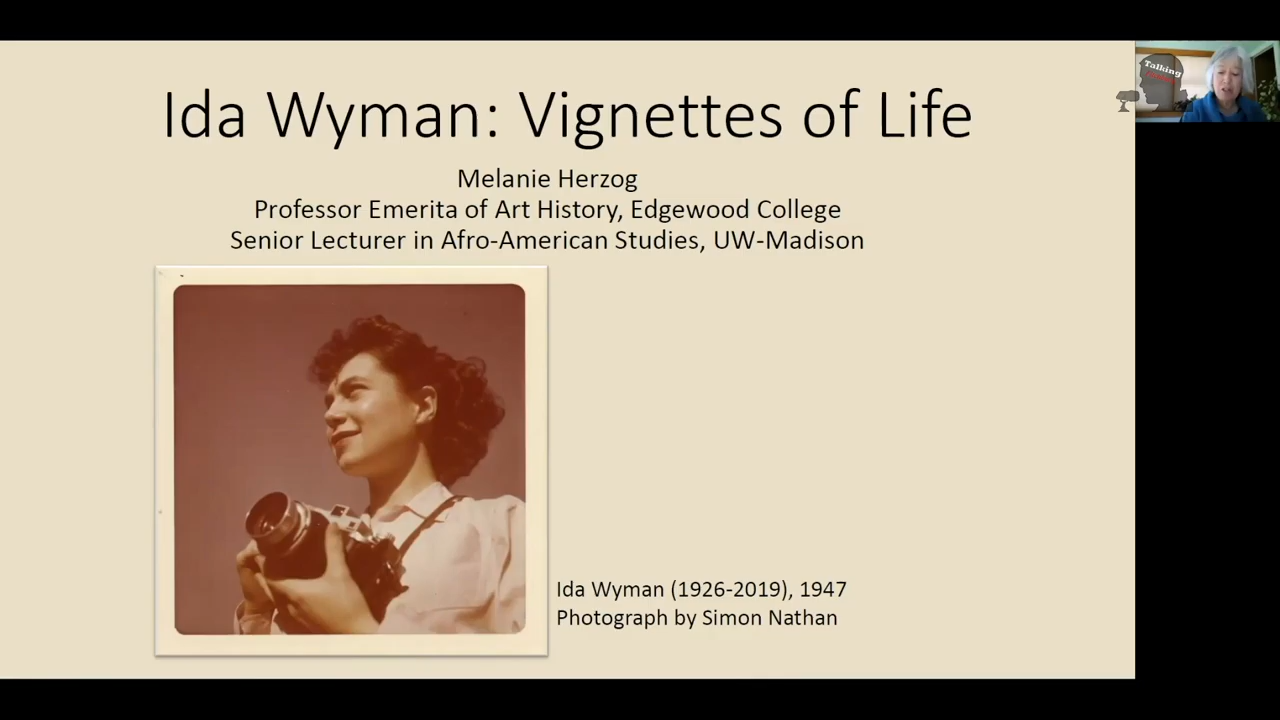 Ida Wyman: Vignettes of Life
Melanie Herzog
Professor Emerita of Art History, Edgewood College
Senior Lecturer in Afro-American Studies, UW-Madison
Ida Wyman (1926-2019), 1947
Photograph by Simon Nathan
Talking